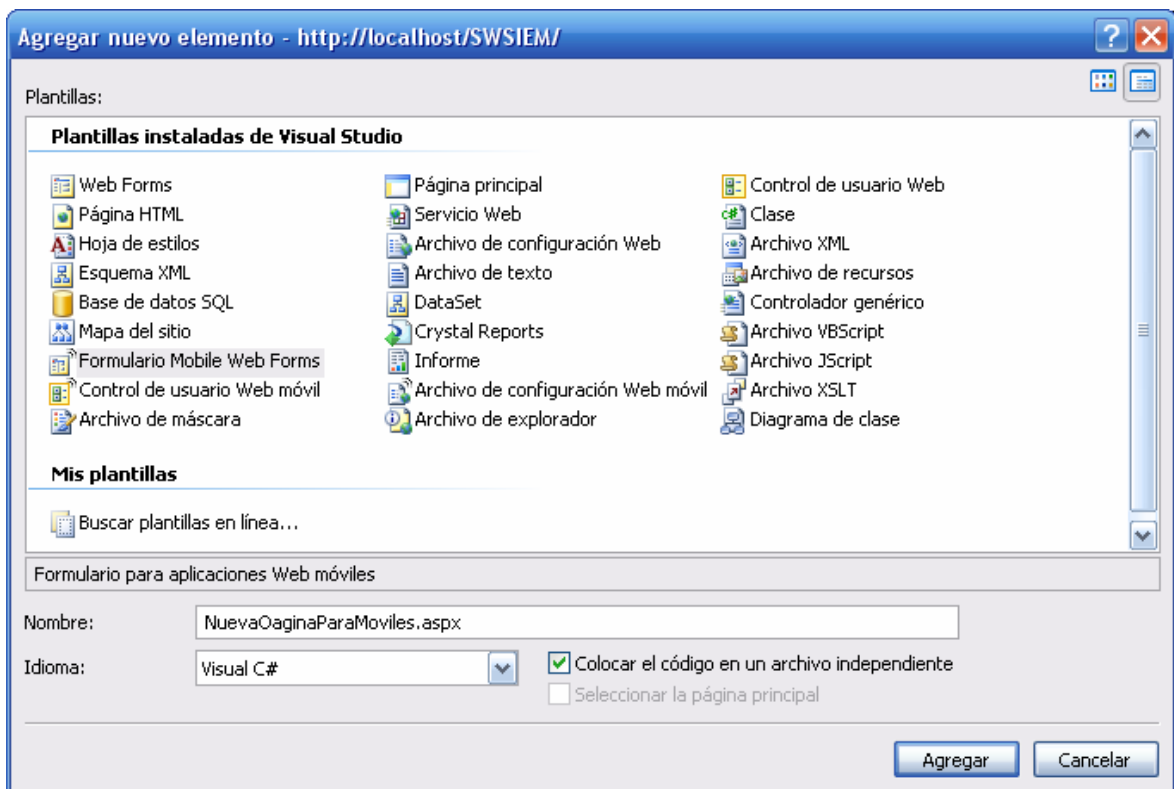 Agregar nuevo elemento - http://localhost/SWSIEM/
Plantillas:
Plantillas instaladas de Visual Studio
Web Forms
Página principal
Control de usuario Web
Página HTML
Servicio Web
Clase
Hoja de estilos
Archivo de configuración Web
Archivo XML
Esquema XML
Archivo de texto
Archivo de recursos
Base de datos SQL
DataSet
Controlador genérico
Mapa del sitio
Crystal Reports
Archivo VBScript
Formulario Mobile Web Forms
Informe
Archivo JScript
Control de usuario Web móvil
Archivo de configuración Web móvil
Archivo XSLT
Archivo de máscara
Archivo de explorador
Diagrama de clase
Mis plantillas
Buscar plantillas en línea...
Formulario para aplicaciones Web móviles
Nombre:
NuevaOaginaParaMoviles.aspx
Idioma:
Visual C#
Colocar el código en un archivo independiente
Seleccionar la página principal
Agregar
Cancelar